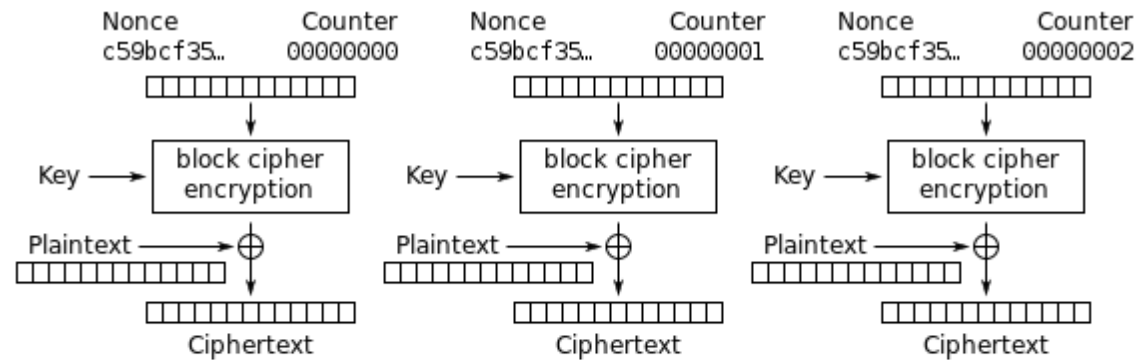 Nonce Counter Nonce Counter Nonce Counter
c59bcf35… 00000000 c59bcf35… 00000001 c59bcf35… 00000002
block cipher block cipher block cipher
Key Key Key
encryption encryption encryption
Plaintext Plaintext Plaintext
Ciphertext Ciphertext Ciphertext